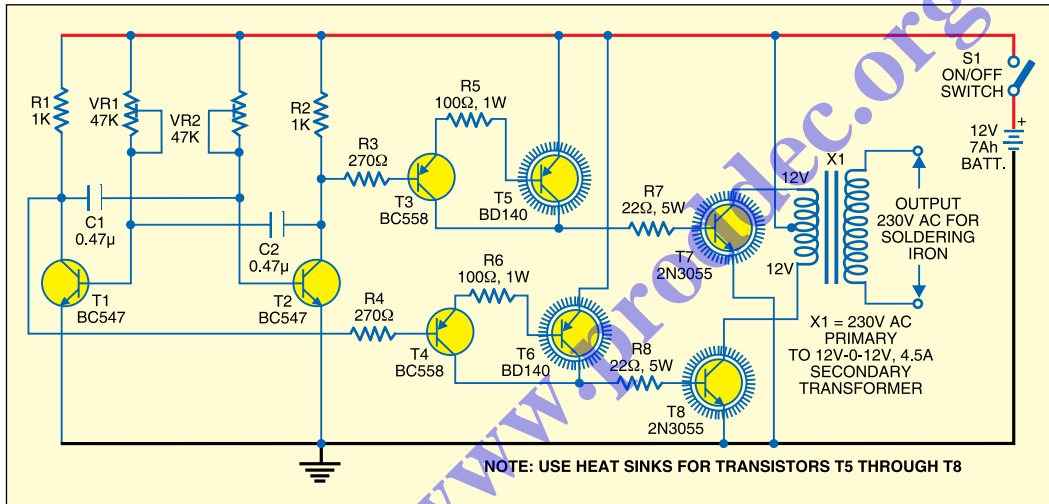 R1
1K
VR1
47K
VR2
47K
R2
1K
R3
270Ω
R5
100Ω, 1W
T3
BC558
T5
BD140
R7
22Ω, 5W
T7
2N3055
12V
12V
X1
S1
ON/OFF
SWITCH
+
12V
7Ah
BATT.
OUTPUT
230V AC FOR
SOLDERING
IRON
C1
0.47µ
C2
0.47µ
T1
BC547
T2
BC547
R4
270Ω
R6
100Ω, 1W
T4
BC558
T6
BD140
R8
22Ω, 5W
T8
2N3055
X1 = 230V AC
PRIMARY
TO 12V-0-12V, 4.5A
SECONDARY
TRANSFORMER
NOTE: USE HEAT SINKS FOR TRANSISTORS T5 THROUGH T8
www.proddec.org